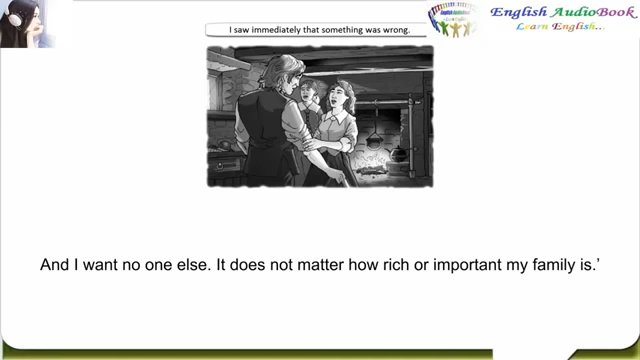 I saw immediately that something was wrong.
English AudioBook
Learn English...
And I want no one else. It does not matter how rich or important my family is.’